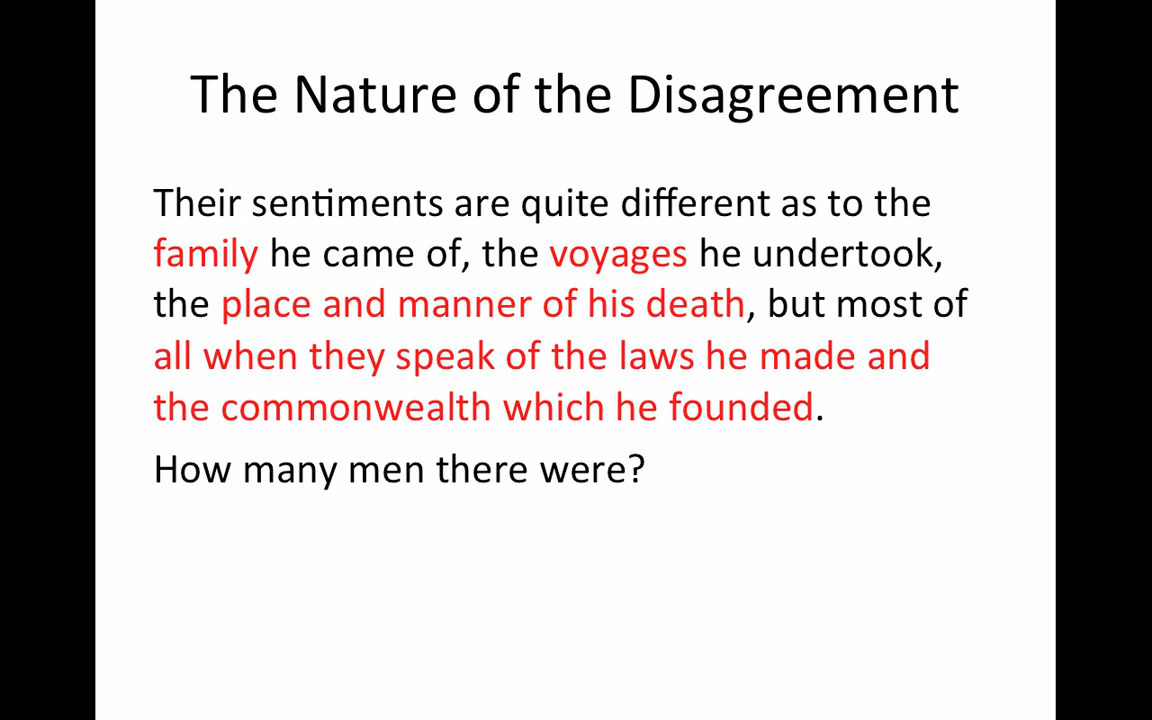 The Nature of the Disagreement
Their sentiments are quite different as to the
family he came of, the voyages he undertook,
the place and manner of his death, but most of
all when they speak of the laws he made and
the commonwealth which he founded.
How many men there were?